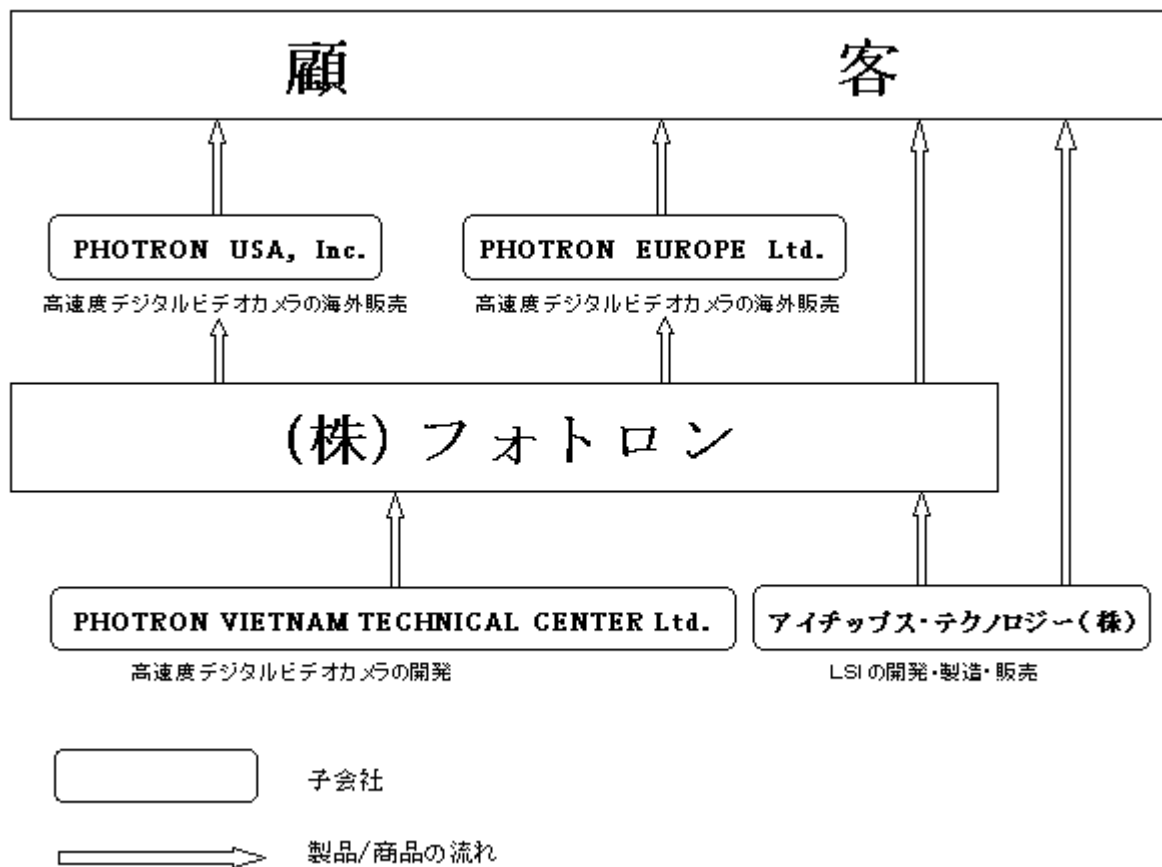 顧客
PHOTRON USA, Inc.
PHOTRON EUROPE Ltd.
高速度デジタルビデオカメラの海外販売
高速度デジタルビデオカメラの海外販売
(株)フォトロン
PHOTRON VIETNAM TECHNICAL CENTER Ltd.
アイチップス・テクノロジー(株)
高速度デジタルビデオカメラの開発
LSIの開発・製造・販売
子会社
製品/商品の流れ